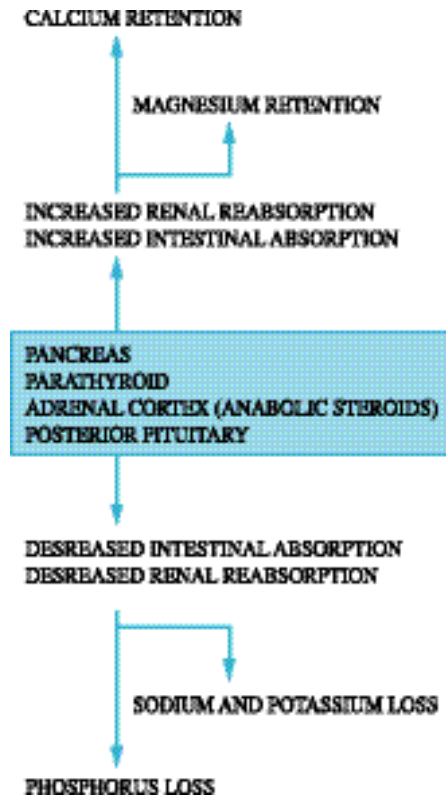 CALCIUM RETENTION
MAGNESIUM RETENTION
INCREASED RENAL REABSORPTION
INCREASED INTESTINAL ABSORPTION
PANCREAS
PARATHYROID
ADRENAL CORTEX (ANABOLIC STEROIDS)
POSTERIOR PITUITARY
DESREASED INTESTINAL ABSORPTION
DESREASED RENAL REABSORPTION
SODIUM AND POTASSIUM LOSS
PHOSPHORUS LOSS